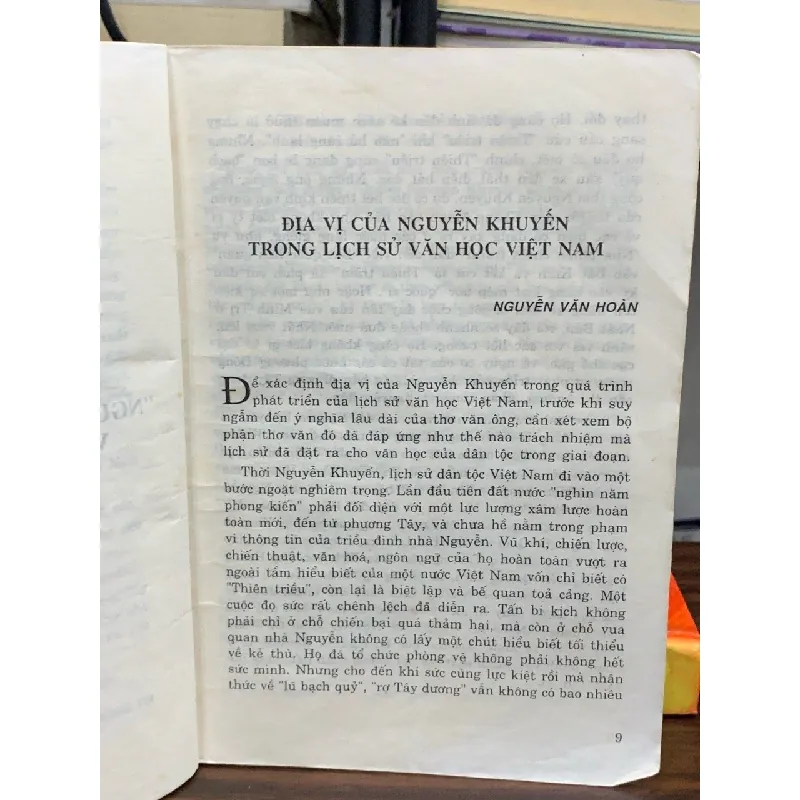 ĐỊA VỊ CỦA NGUYỄN KHUYẾN
TRONG LỊCH SỬ VĂN HỌC VIỆT NAM
NGUYỄN VĂN HOÀN
Để xác định địa vị của Nguyễn Khuyến trong quá trình
phát triển của lịch sử văn học Việt Nam, trước khi suy
ngẫm đến ý nghĩa lâu dài của thơ văn ông, cần xét xem bộ
phận thơ văn đó đã đáp ứng như thế nào trách nhiệm mà
lịch sử đã đặt ra cho văn học của dân tộc trong giai đoạn.
Thời Nguyễn Khuyến, lịch sử dân tộc Việt Nam đi vào một
bước ngoặt nghiêm trọng. Lần đầu tiên đất nước "nghìn năm
phong kiến" phải đối diện với một lực lượng xâm lược hoàn
toàn mới, đến từ phương Tây, và chưa hề nằm trong phạm
vi thông tin của triều đình nhà Nguyễn. Vũ khí, chiến lược,
chiến thuật, văn hoá, ngôn ngữ của họ hoàn toàn vượt ra
ngoài tầm hiểu biết của một nước Việt Nam vốn chỉ biết có
"Thiên triều", còn lại là biệt lập và bế quan toả cảng. Một
cuộc đọ sức rất chênh lệch đã diễn ra. Tấn bi kịch không
phải chỉ ở chỗ chiến bại quá thảm hại, mà còn ở chỗ vua
quan nhà Nguyễn không có lấy một chút hiểu biết tối thiểu
về kẻ thù. Họ đã tổ chức phòng vệ không phải không hết
sức mình. Nhưng cho đến khi sức cùng lực kiệt rồi mà nhận
thức về "lũ bạch quỷ", "rợ Tây dương" vẫn không có bao nhiêu
9